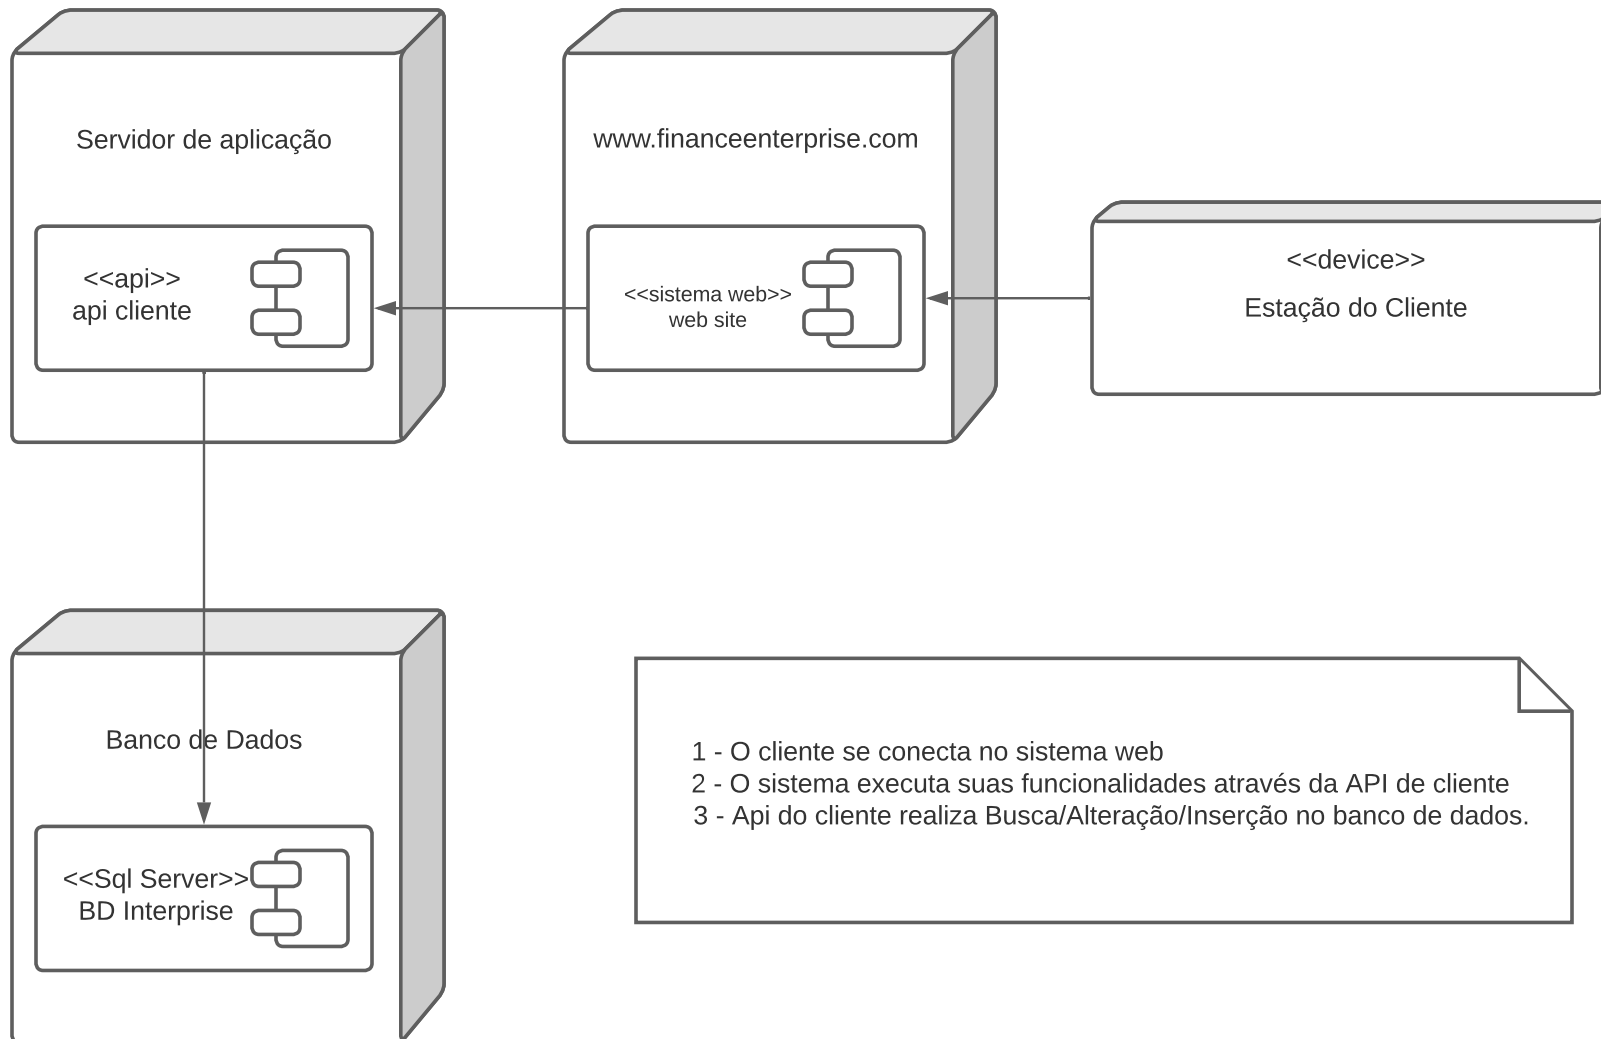 Servidor de aplicação
<<api>>
api cliente
www.financeenterprise.com
<<sistema web>>
web site
<<device>>
Estação do Cliente
Banco de Dados
<<Sql Server>>
BD Interprise
1 - O cliente se conecta no sistema web
2 - O sistema executa suas funcionalidades através da API de cliente
3 - Api do cliente realiza Busca/Alteração/Inserção no banco de dados.